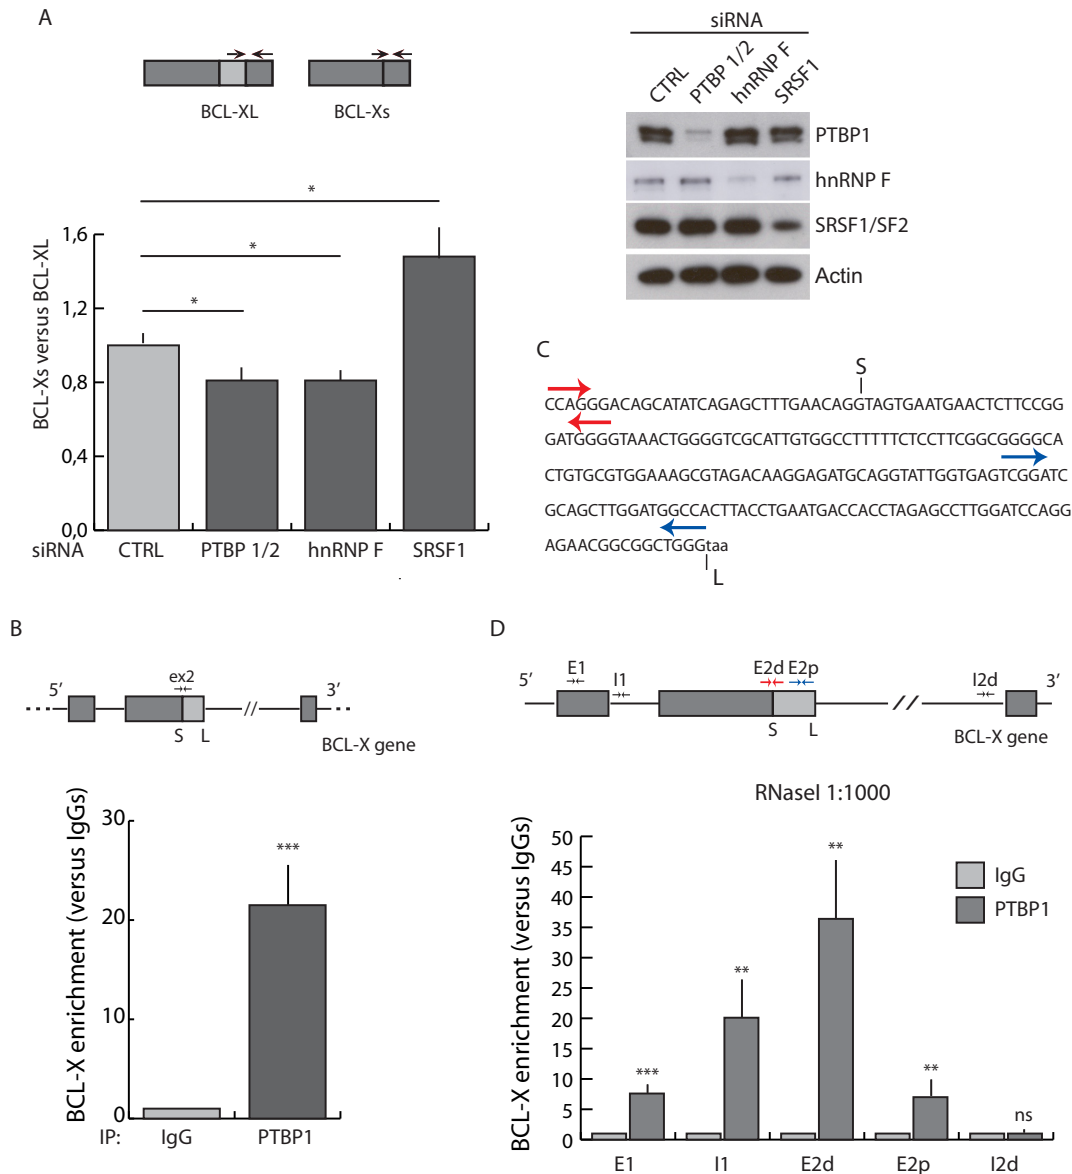 A
BCL-XL
BCL-Xs
BCL-Xs versus BCL-XL
1,6
1,2
0,8
0,4
0,0
*
*
*
siRNA
CTRL
PTBP 1/2
hnRNP F
SRSF1
siRNA
CTRL
PTBP 1/2
hnRNP F
SRSF1
PTBP1
hnRNP F
SRSF1/SF2
Actin
C
S
CCAGGGACAGCATATCAGAGCTTTGAACAGGTAGTGAATGAACTCTTCCGG
GATGGGGTAAACTGGGGTCGCATTGTGGCCTTTTTCTCCTTCGGCGGGGCA
CTGTGCGTGGAAAGCGTAGACAAGGAGATGCAGGTATTGGTGAGTCGGATC
GCAGCTTGGATGGCCACTTACCTGAATGACCACCTAGAGCCTTGGATCCAGG
AGAACGGCGGCTGGGtaa
L
B
5’
ex2
3’
S
L
BCL-X gene
BCL-X enrichment (versus IgGs)
30
20
10
0
***
IP:
IgG
PTBP1
D
5’
E1
I1
E2d
E2p
I2d
3’
S
L
BCL-X gene
RNaseI 1:1000
BCL-X enrichment (versus IgGs)
50
45
40
35
30
25
20
15
10
5
0
IgG
PTBP1
***
**
**
**
ns
E1
I1
E2d
E2p
I2d